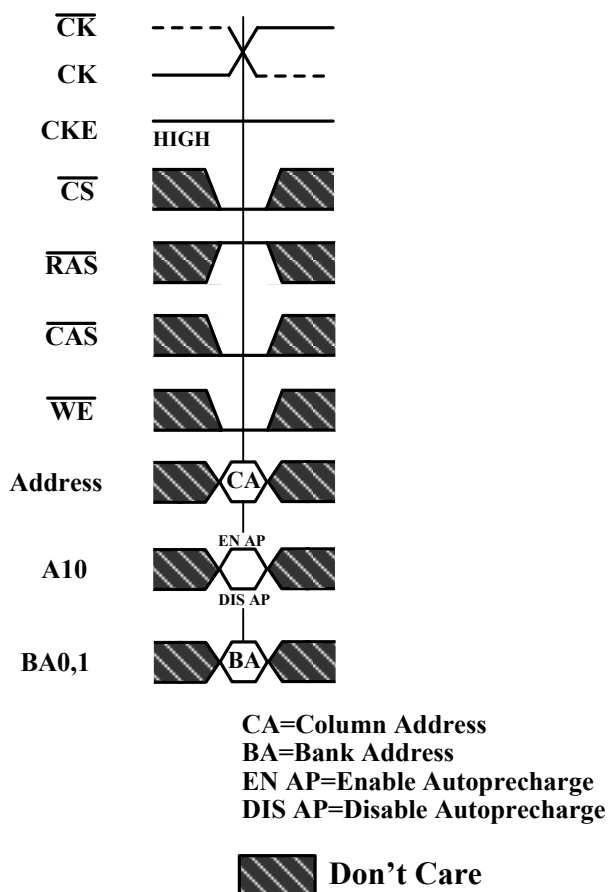 CK
CK
CKE
HIGH
CS
RAS
CAS
WE
Address
CA
EN AP
A10
DIS AP
BA0,1
BA
CA=Column Address
BA=Bank Address
EN AP=Enable Autoprecharge
DIS AP=Disable Autoprecharge
Don't Care